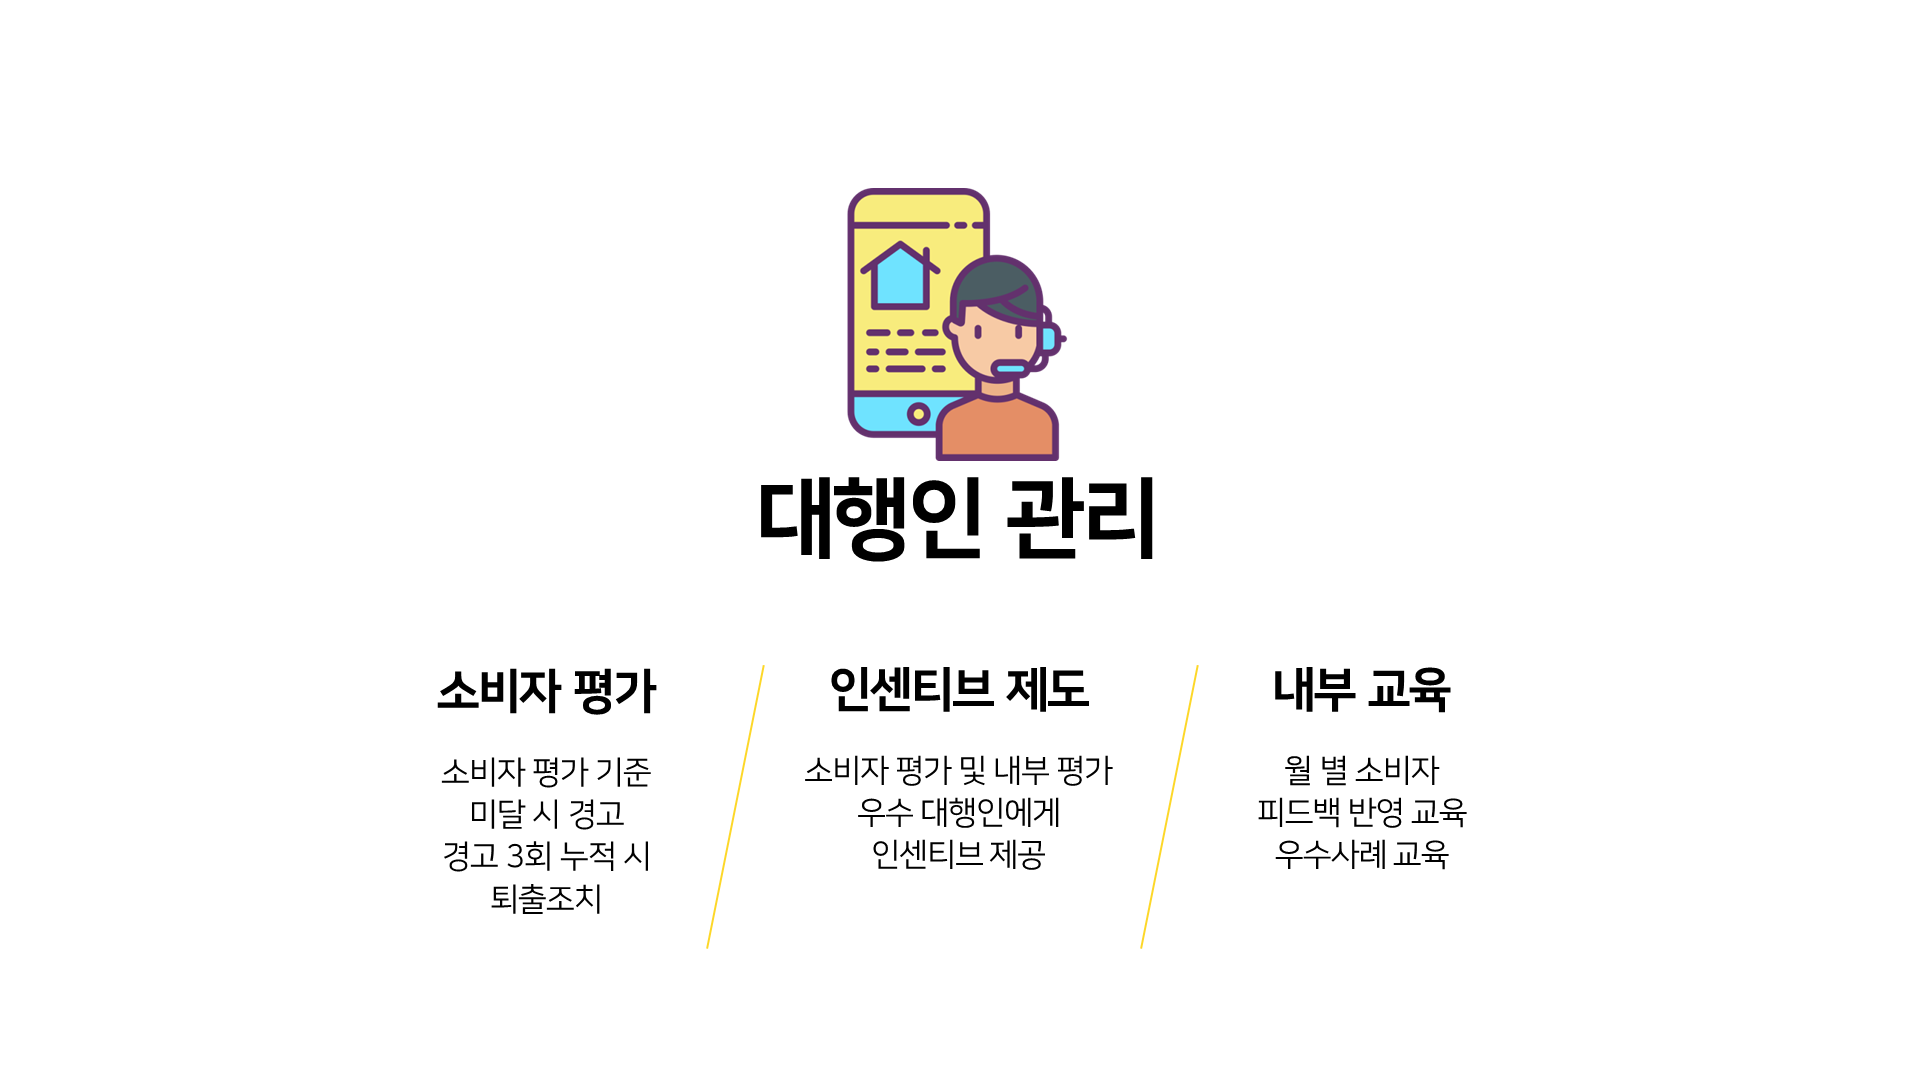 대행인 관리
소비자 평가
소비자 평가 기준
미달 시 경고
경고 3회 누적 시
퇴출조치
인센티브 제도
소비자 평가 및 내부 평가
우수 대행인에게
인센티브 제공
내부 교육
월 별 소비자
피드백 반영 교육
우수사례 교육